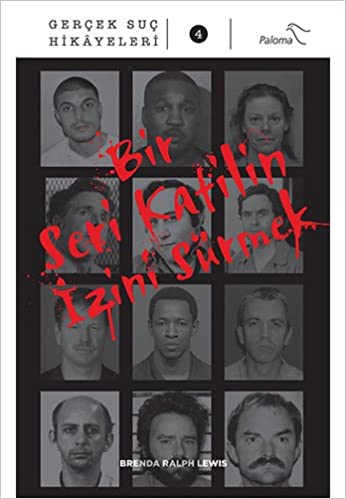 GERÇEK SUÇ
HİKÂYELERİ
4
Paloma
Bir
Seri Katilin
İzini Sürmek
BRENDA RALPH LEWIS